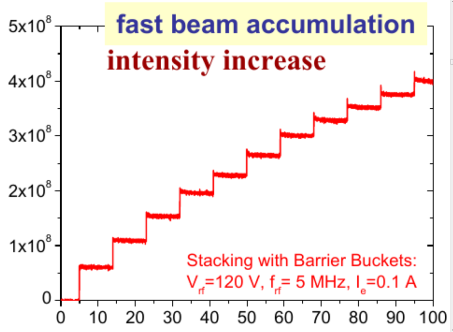 fast beam accumulation
intensity increase
5x10⁸
4x10⁸
3x10⁸
2x10⁸
1x10⁸
0
Stacking with Barrier Buckets:
V_rf=120 V, f_rf= 5 MHz, I_e=0.1 A
0 10 20 30 40 50 60 70 80 90 100